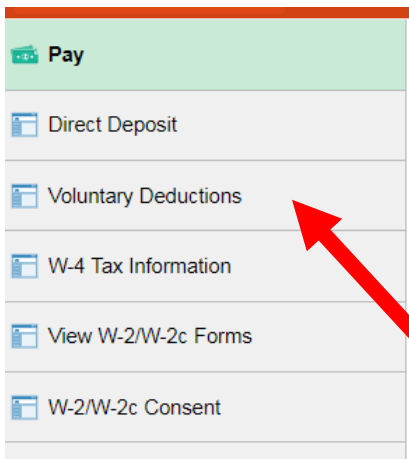 Pay
Direct Deposit
Voluntary Deductions
W-4 Tax Information
View W-2/W-2c Forms
W-2/W-2c Consent